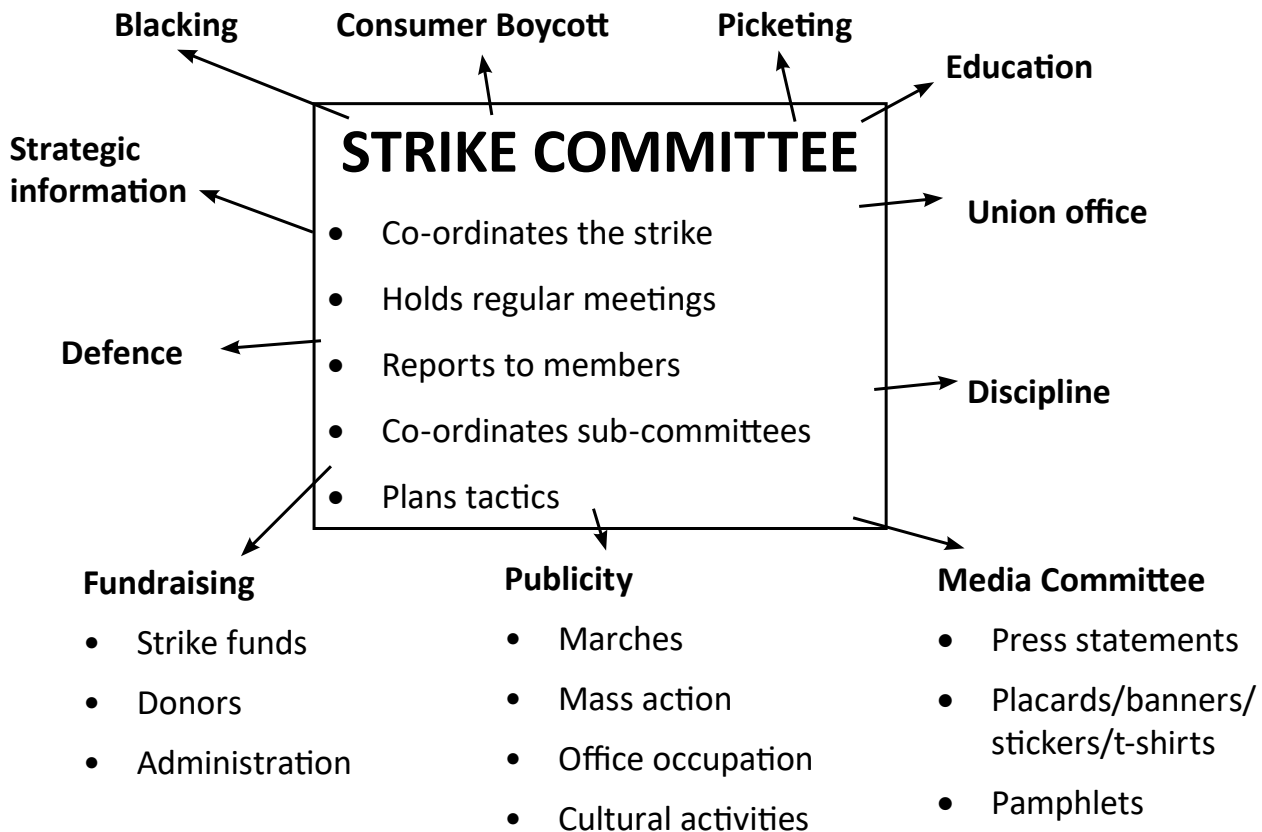 Blacking
Consumer Boycott
Picketing
Education
Strategic
information
Union office
Defence
Discipline
STRIKE COMMITTEE
• Co-ordinates the strike
• Holds regular meetings
• Reports to members
• Co-ordinates sub-committees
• Plans tactics
Fundraising
• Strike funds
• Donors
• Administration
Publicity
• Marches
• Mass action
• Office occupation
• Cultural activities
Media Committee
• Press statements
• Placards/banners/
stickers/t-shirts
• Pamphlets